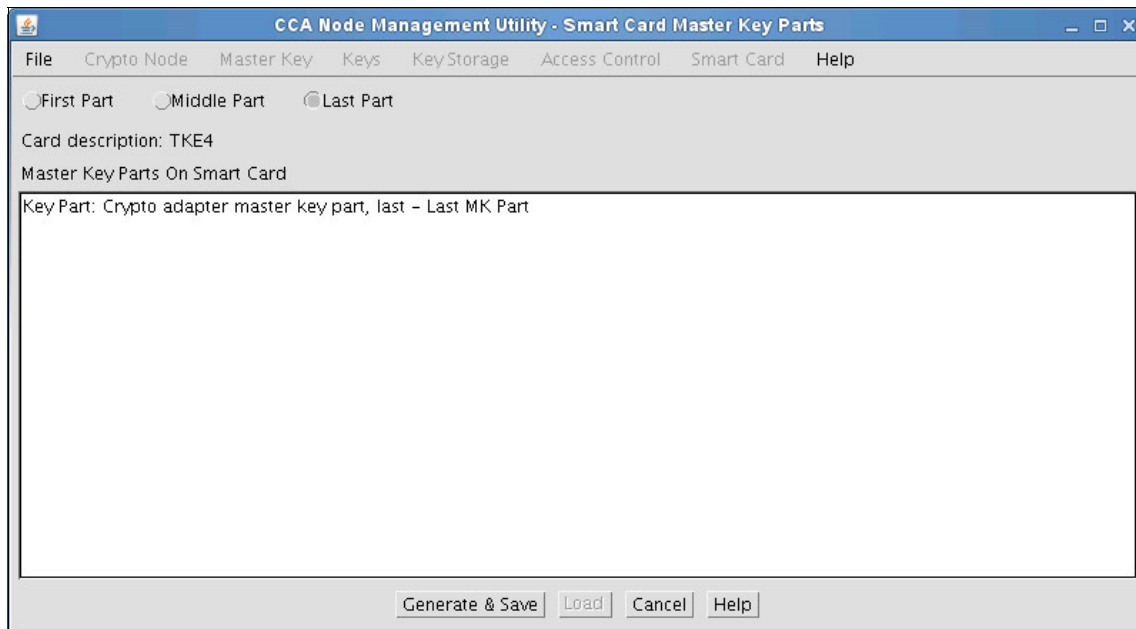 CCA Node Management Utility - Smart Card Master Key Parts
File Crypto Node Master Key Keys Key Storage Access Control Smart Card Help
First Part Middle Part Last Part
Card description: TKE4
Master Key Parts On Smart Card
Key Part: Crypto adapter master key part, last – Last MK Part
Generate & Save Load Cancel Help